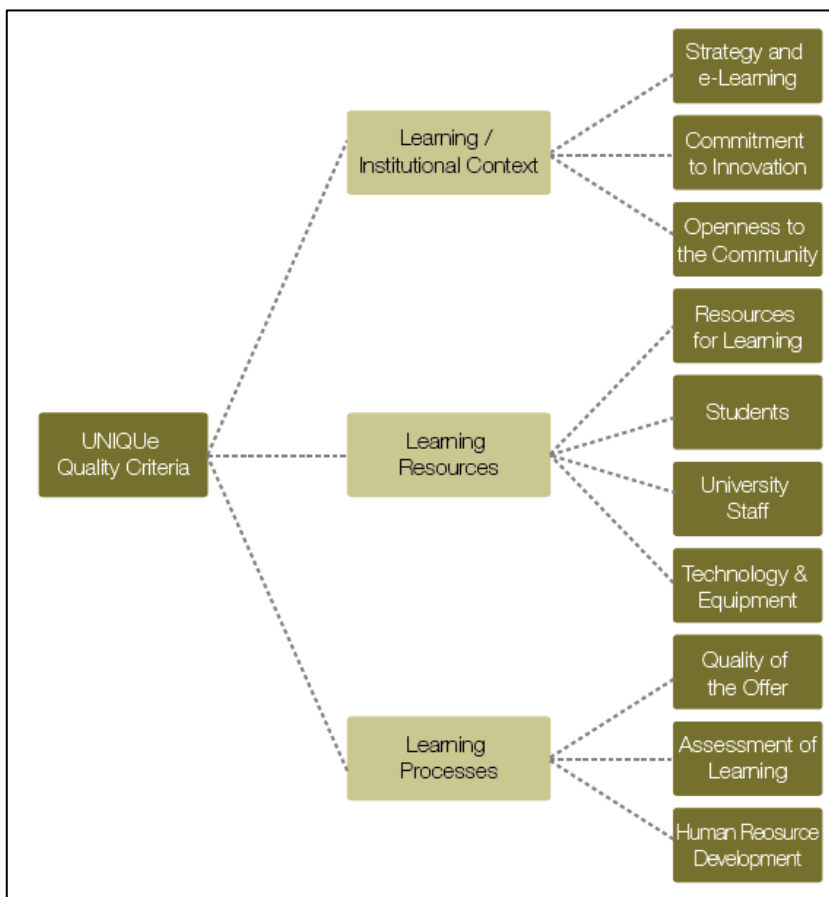 Strategy and
e-Learning
Learning /
Institutional Context
Commitment
to Innovation
Openness to
the Community
Resources
for Learning
Students
UNIQUe
Quality Criteria
Learning
Resources
University
Staff
Technology &
Equipment
Quality of
the Offer
Learning
Processes
Assessment of
Learning
Human Reosurce
Development